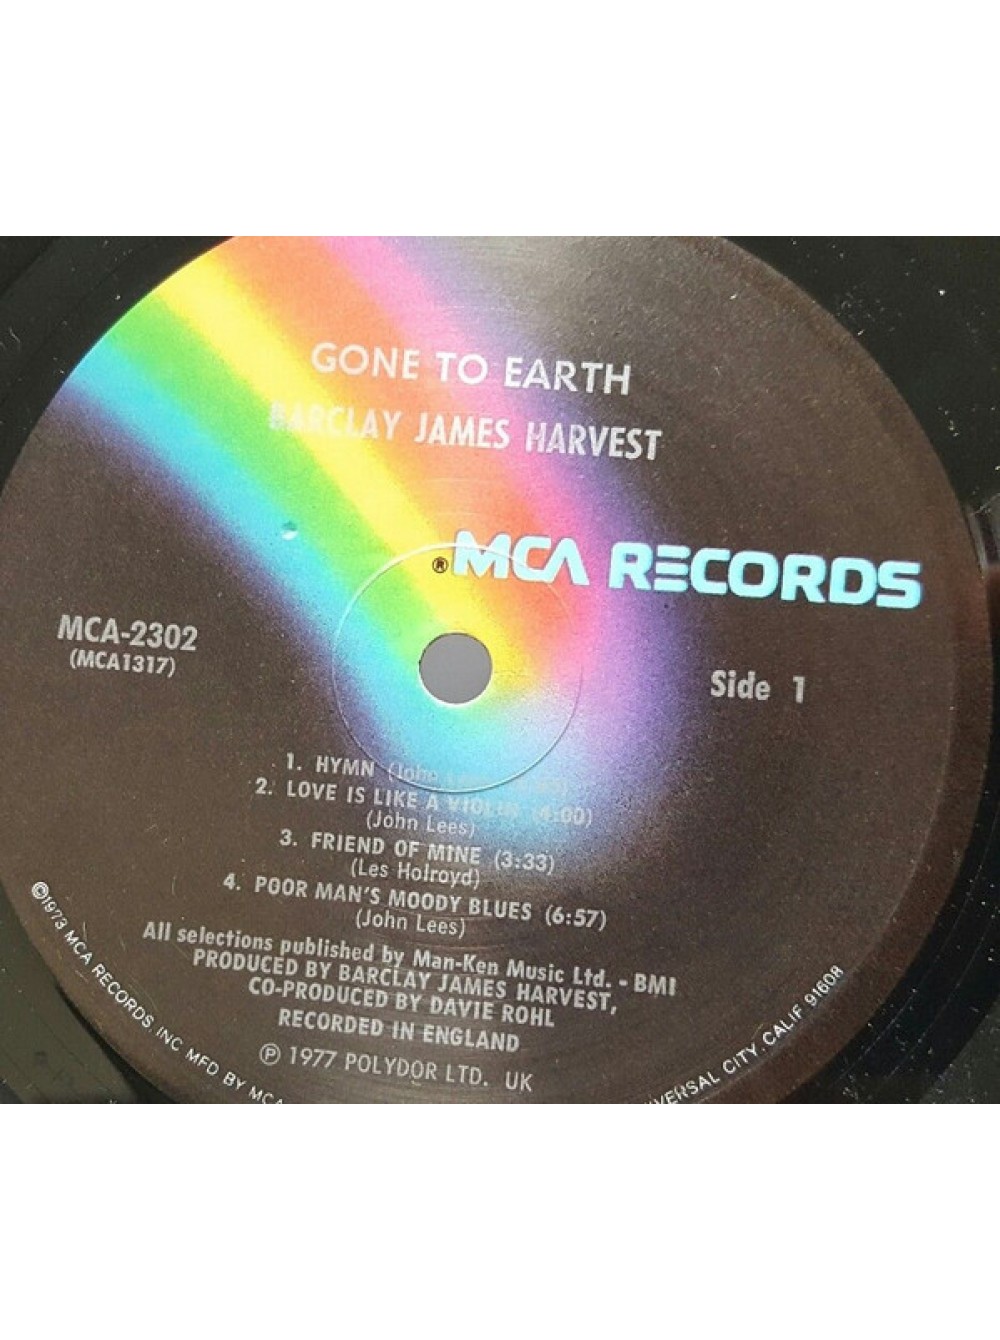 GONE TO EARTH
BARCLAY JAMES HARVEST
®MCA RECORDS
MCA-2302
(MCA1317)
Side 1
1. HYMN (John
2. LOVE IS LIKE A VIOLIN (4:00)
(John Lees)
3. FRIEND OF MINE (3:33)
(Les Holroyd)
4. POOR MAN'S MOODY BLUES (6:57)
(John Lees)
All selections published by Man-Ken Music Ltd. - BMI
PRODUCED BY BARCLAY JAMES HARVEST,
CO-PRODUCED BY DAVIE ROHL
RECORDED IN ENGLAND
℗ 1977 POLYDOR LTD. UK
©1973 MCA RECORDS, INC MFD BY MCA
VERSAL CITY, CALIF 91608